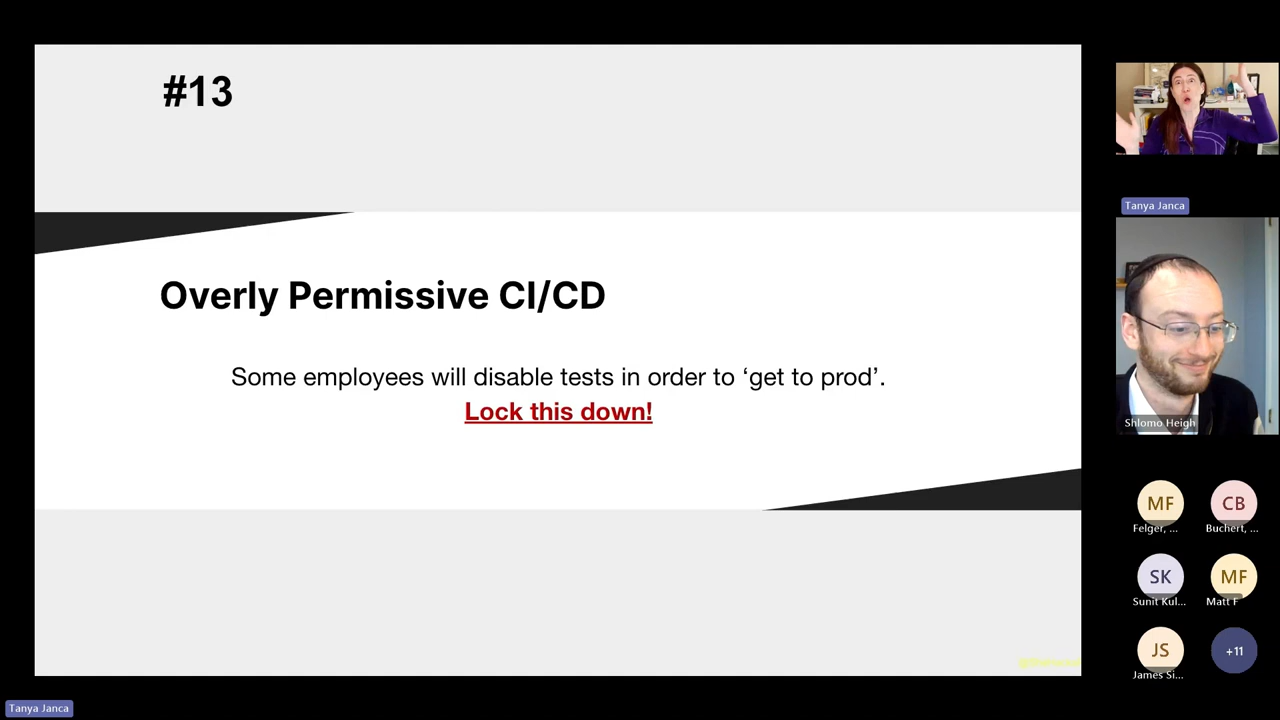 #13
Overly Permissive CI/CD
Some employees will disable tests in order to ‘get to prod’.
Lock this down!
Tanya Janca
Shlomo Heigh
MF
CB
Felger, ...
Buchert, ...
SK
MF
Sunit Kul...
Matt F
JS
+11
James Si...
Tanya Janca